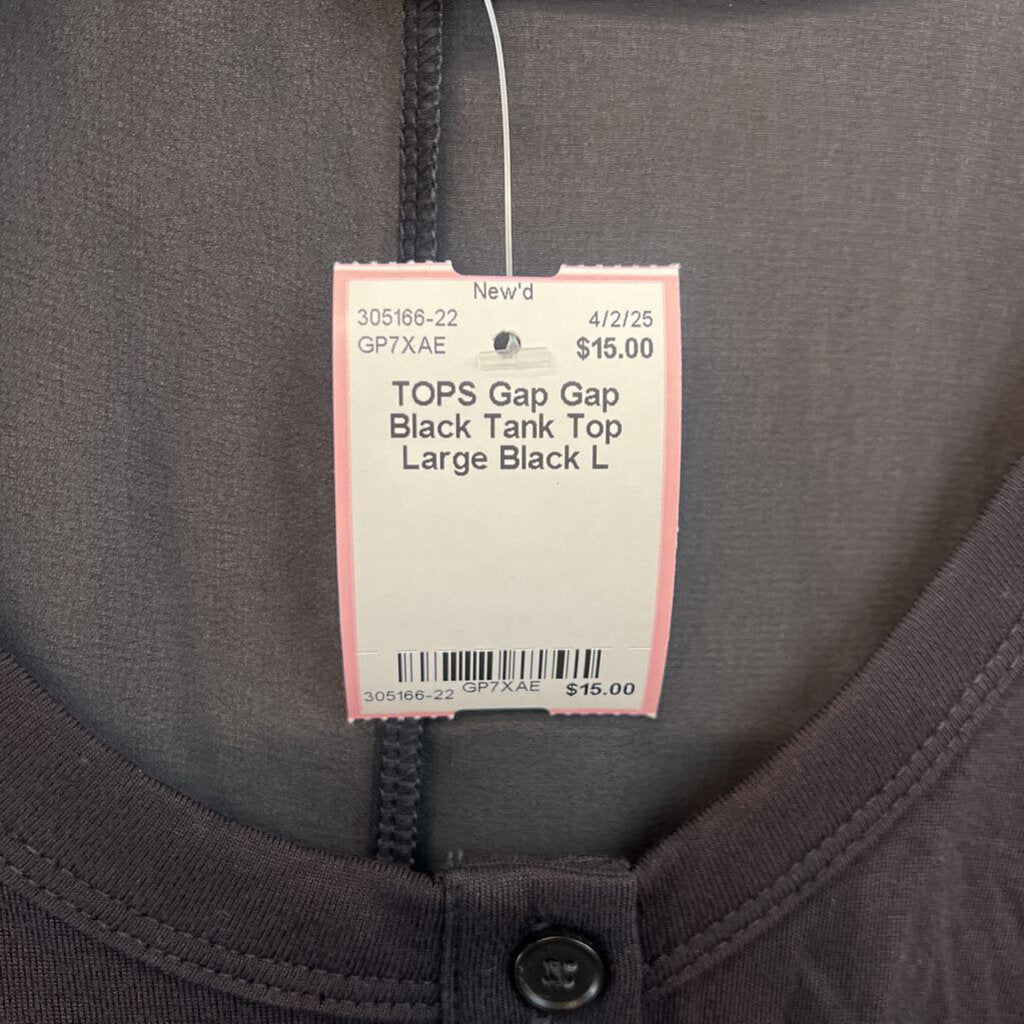 New'd
305166-22 4/2/25
GP7XAE $15.00
TOPS Gap Gap
Black Tank Top
Large Black L
305166-22 GP7XAE $15.00